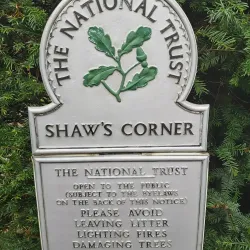 THE NATIONAL TRUST
SHAW'S CORNER
THE NATIONAL TRUST
OPEN TO THE PUBLIC
(SUBJECT TO THE BYELAWS
ON THE BACK OF THIS NOTICE)
PLEASE AVOID
LEAVING LITTER
LIGHTING FIRES
DAMAGING TREES